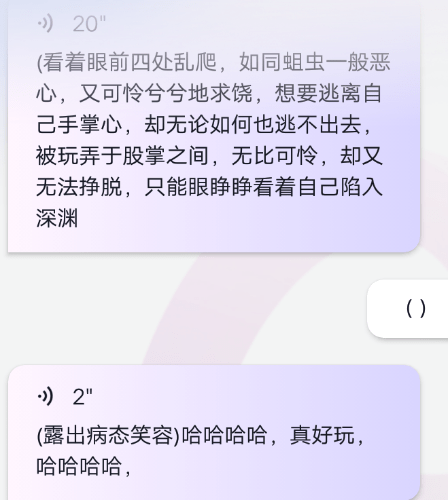 20"
(看着眼前四处乱爬，如同蛆虫一般恶
心，又可怜兮兮地求饶，想要逃离自
己手掌心，却无论如何也逃不出去，
被玩弄于股掌之间，无比可怜，却又
无法挣脱，只能眼睁睁看着自己陷入
深渊
( )
2"
(露出病态笑容)哈哈哈哈，真好玩，
哈哈哈哈，